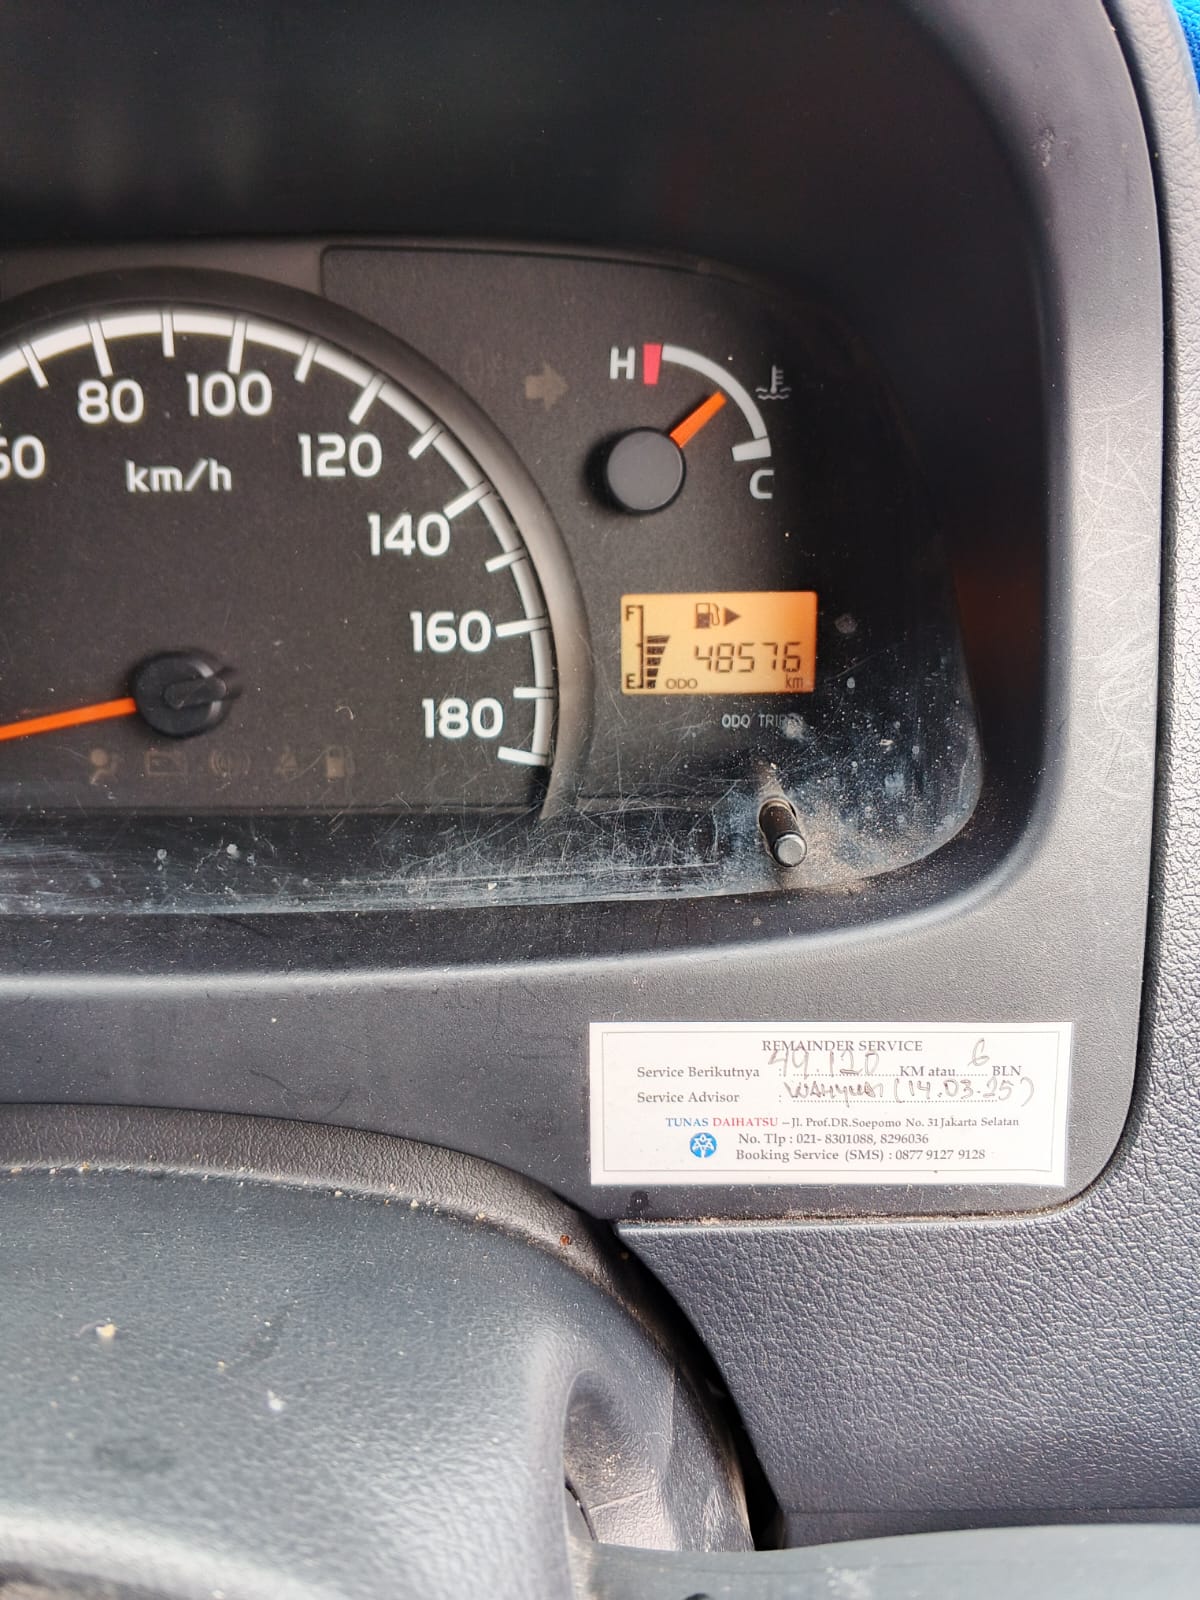 H
80 100
60 120
km/h
C
140
F
160
48576
E ODO km
180
ODO TRIP
REMAINDER SERVICE
Service Berikutnya : 49.120 KM atau 6 BLN
Service Advisor : WAHYUDI (14.03.25)
TUNAS DAIHATSU – Jl. Prof.DR.Soepomo No. 31 Jakarta Selatan
No. Tlp : 021- 8301088, 8296036
Booking Service (SMS) : 0877 9127 9128